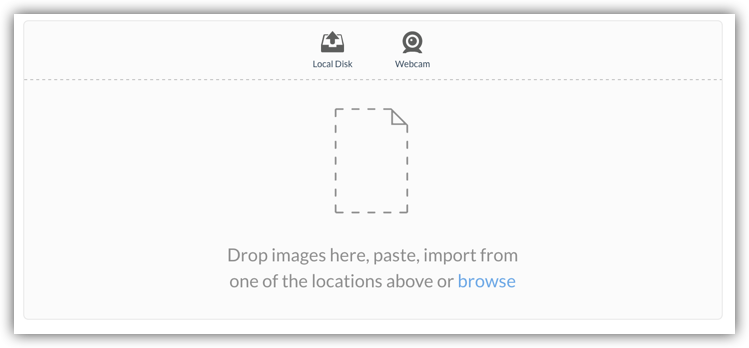 Local Disk
Webcam
Drop images here, paste, import from
one of the locations above or browse